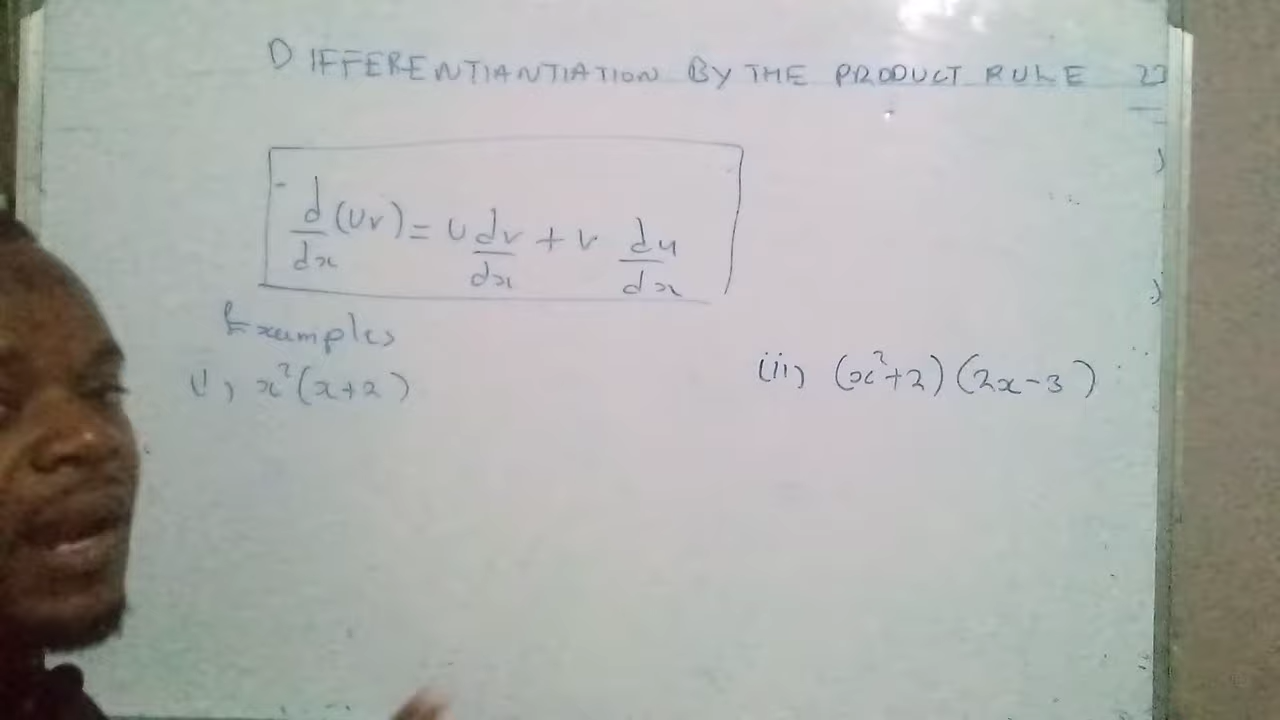 DIFFERENTIANTIATION BY THE PRODUCT RULE 23
d/dx (uv) = u dv/dx + v du/dx
Examples
(i) x²(x+2)
(ii) (x²+2)(2x-3)